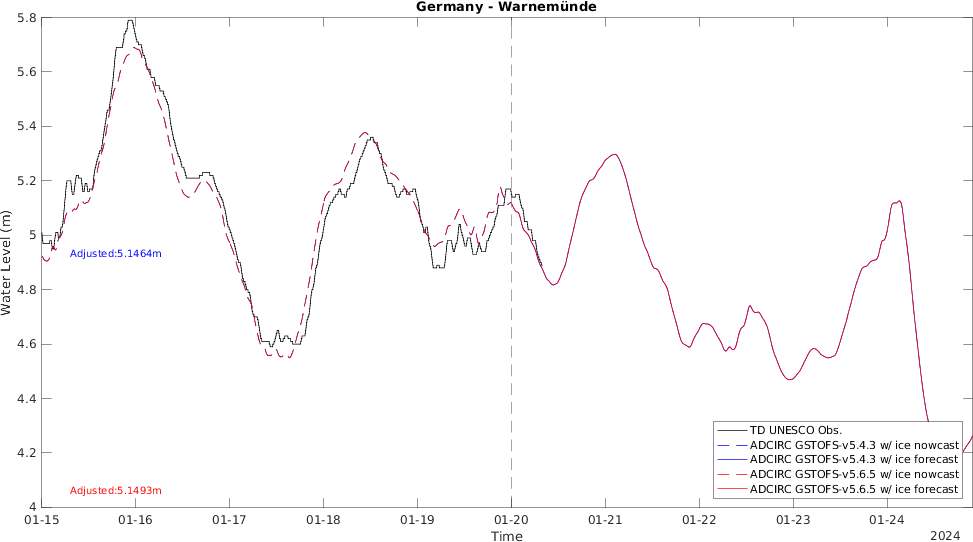 Germany - Warnemünde
5.8
5.6
5.4
5.2
5
4.8
4.6
4.4
4.2
4
Water Level (m)
Adjusted:5.1464m
Adjusted:5.1493m
TD UNESCO Obs.
ADCIRC GSTOFS-v5.4.3 w/ ice nowcast
ADCIRC GSTOFS-v5.4.3 w/ ice forecast
ADCIRC GSTOFS-v5.6.5 w/ ice nowcast
ADCIRC GSTOFS-v5.6.5 w/ ice forecast
01-15 01-16 01-17 01-18 01-19 01-20 01-21 01-22 01-23 01-24
Time
2024